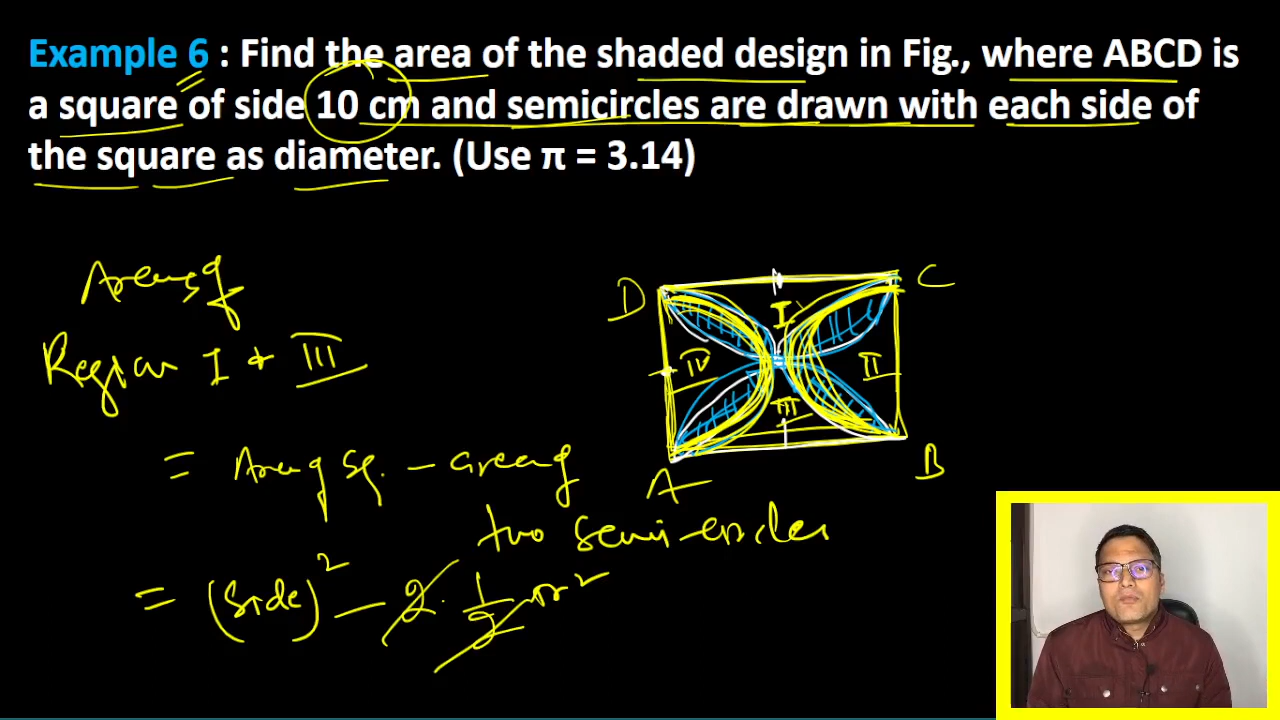 Example 6 : Find the area of the shaded design in Fig., where ABCD is
a square of side 10 cm and semicircles are drawn with each side of
the square as diameter. (Use π = 3.14)
Area of
Region I + III
= Area of sq. - area of
two semi-circles
= (side)² - 2. 1/2 πr²
D
C
I
IV
II
III
A
B